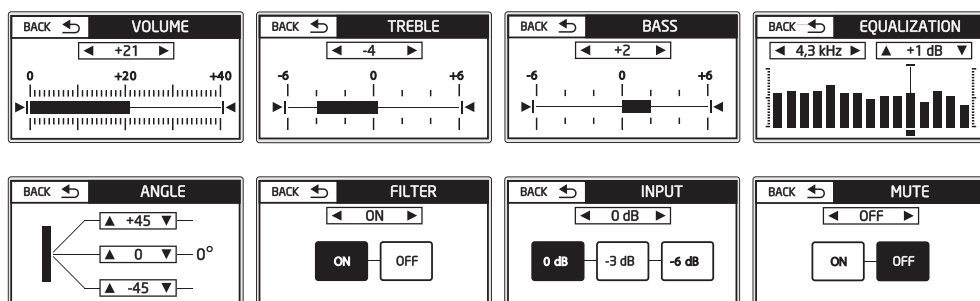 BACK VOLUME
◄ +21 ►
0 +20 +40
BACK TREBLE
◄ -4 ►
-6 0 +6
BACK BASS
◄ +2 ►
-6 0 +6
BACK EQUALIZATION
◄ 4,3 kHz ► ▲ +1 dB ▼
BACK ANGLE
▲ +45 ▼
▲ 0 ▼ 0°
▲ -45 ▼
BACK FILTER
◄ ON ►
ON OFF
BACK INPUT
◄ 0 dB ►
0 dB -3 dB -6 dB
BACK MUTE
◄ OFF ►
ON OFF